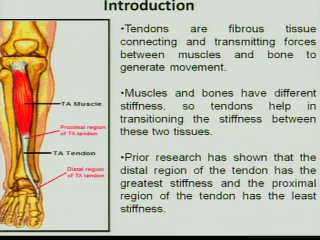 Introduction
•Tendons are fibrous tissue
connecting and transmitting forces
between muscles and bone to
generate movement.
•Muscles and bones have different
stiffness, so tendons help in
transitioning the stiffness between
these two tissues.
•Prior research has shown that the
distal region of the tendon has the
greatest stiffness and the proximal
region of the tendon has the least
stiffness.
TA Muscle
Proximal region
of TA tendon
TA Tendon
Distal region
of TA tendon